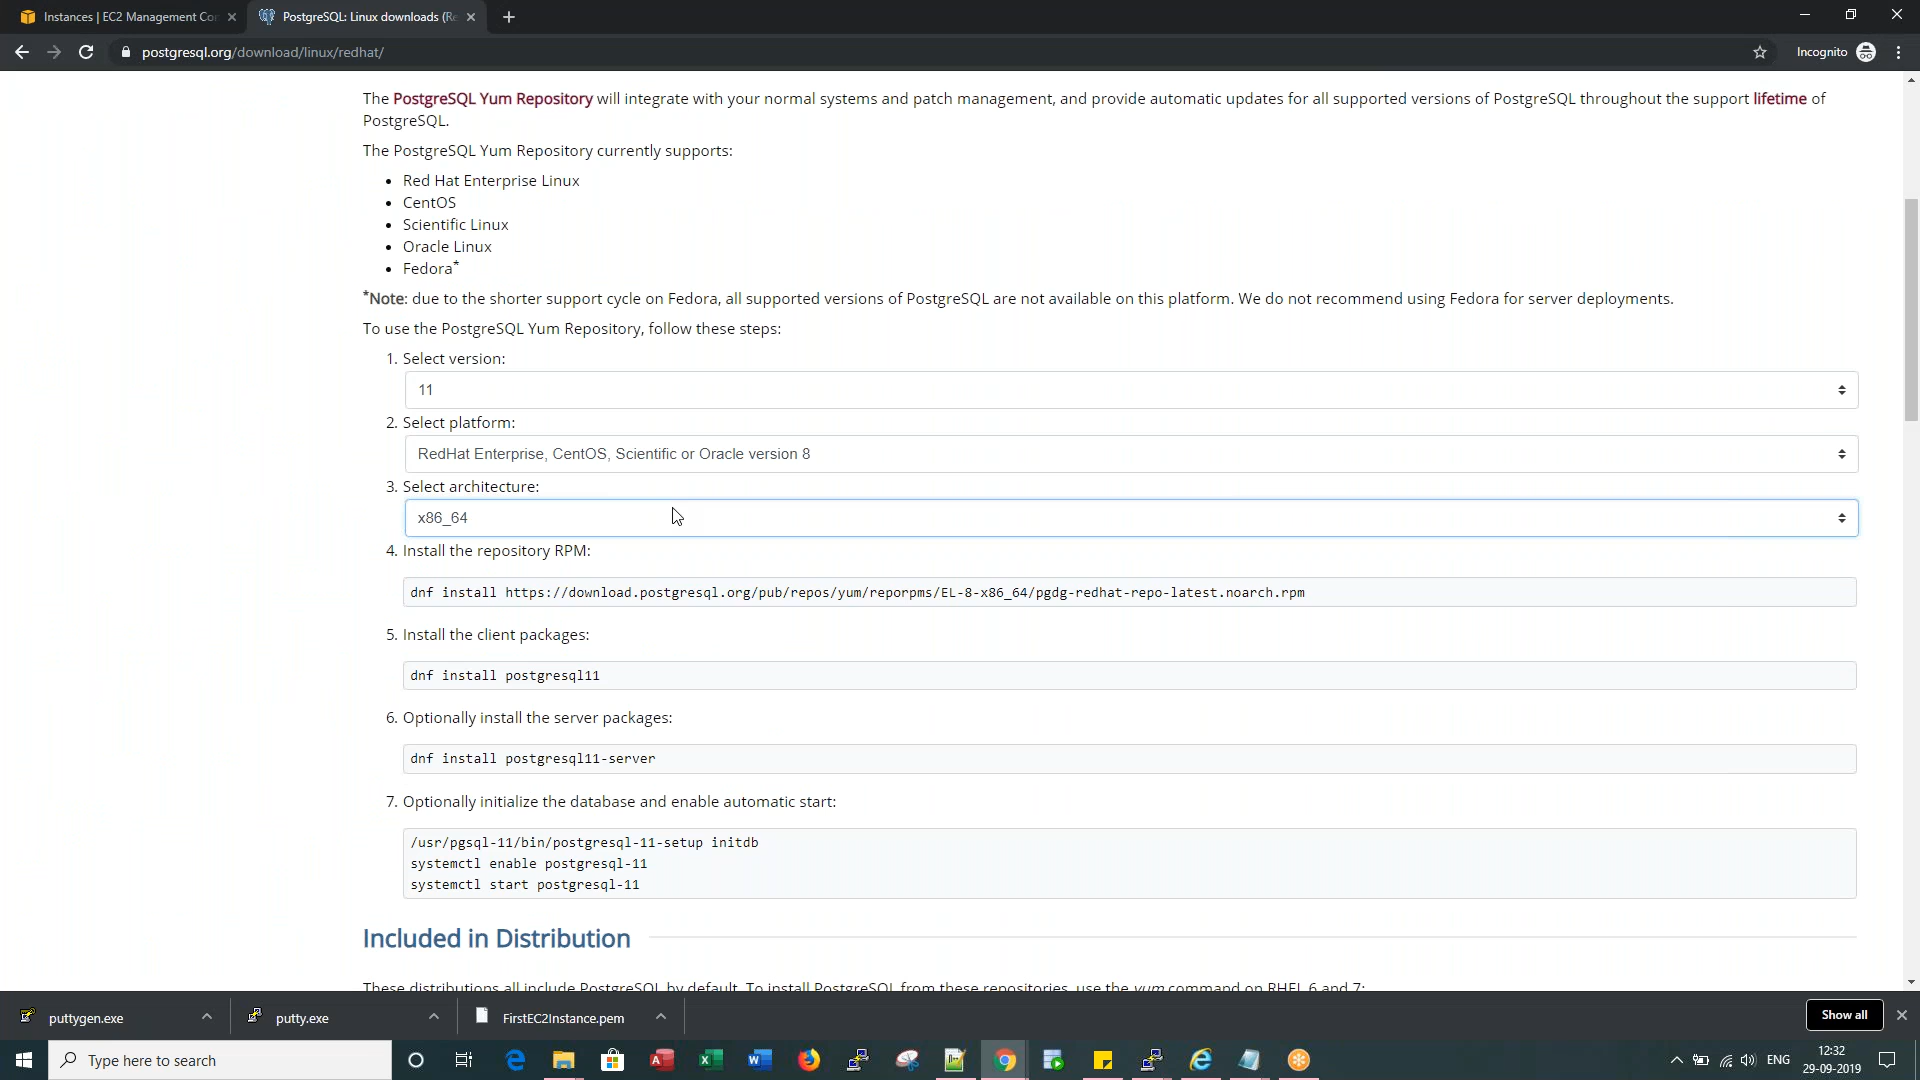 Instances | EC2 Management Con
PostgreSQL: Linux downloads (Re
postgresql.org/download/linux/redhat/
Incognito
The PostgreSQL Yum Repository will integrate with your normal systems and patch management, and provide automatic updates for all supported versions of PostgreSQL throughout the support lifetime of
PostgreSQL.
The PostgreSQL Yum Repository currently supports:
• Red Hat Enterprise Linux
• CentOS
• Scientific Linux
• Oracle Linux
• Fedora*
*Note: due to the shorter support cycle on Fedora, all supported versions of PostgreSQL are not available on this platform. We do not recommend using Fedora for server deployments.
To use the PostgreSQL Yum Repository, follow these steps:
1. Select version:
11
2. Select platform:
RedHat Enterprise, CentOS, Scientific or Oracle version 8
3. Select architecture:
x86_64
4. Install the repository RPM:
dnf install https://download.postgresql.org/pub/repos/yum/reporpms/EL-8-x86_64/pgdg-redhat-repo-latest.noarch.rpm
5. Install the client packages:
dnf install postgresql11
6. Optionally install the server packages:
dnf install postgresql11-server
7. Optionally initialize the database and enable automatic start:
/usr/pgsql-11/bin/postgresql-11-setup initdb
systemctl enable postgresql-11
systemctl start postgresql-11
Included in Distribution
These distributions all include PostgreSQL by default. To install PostgreSQL from these repositories, use the yum command on RHEL 6 and 7:
puttygen.exe
putty.exe
FirstEC2Instance.pem
Show all
Type here to search
ENG
12:32
29-09-2019